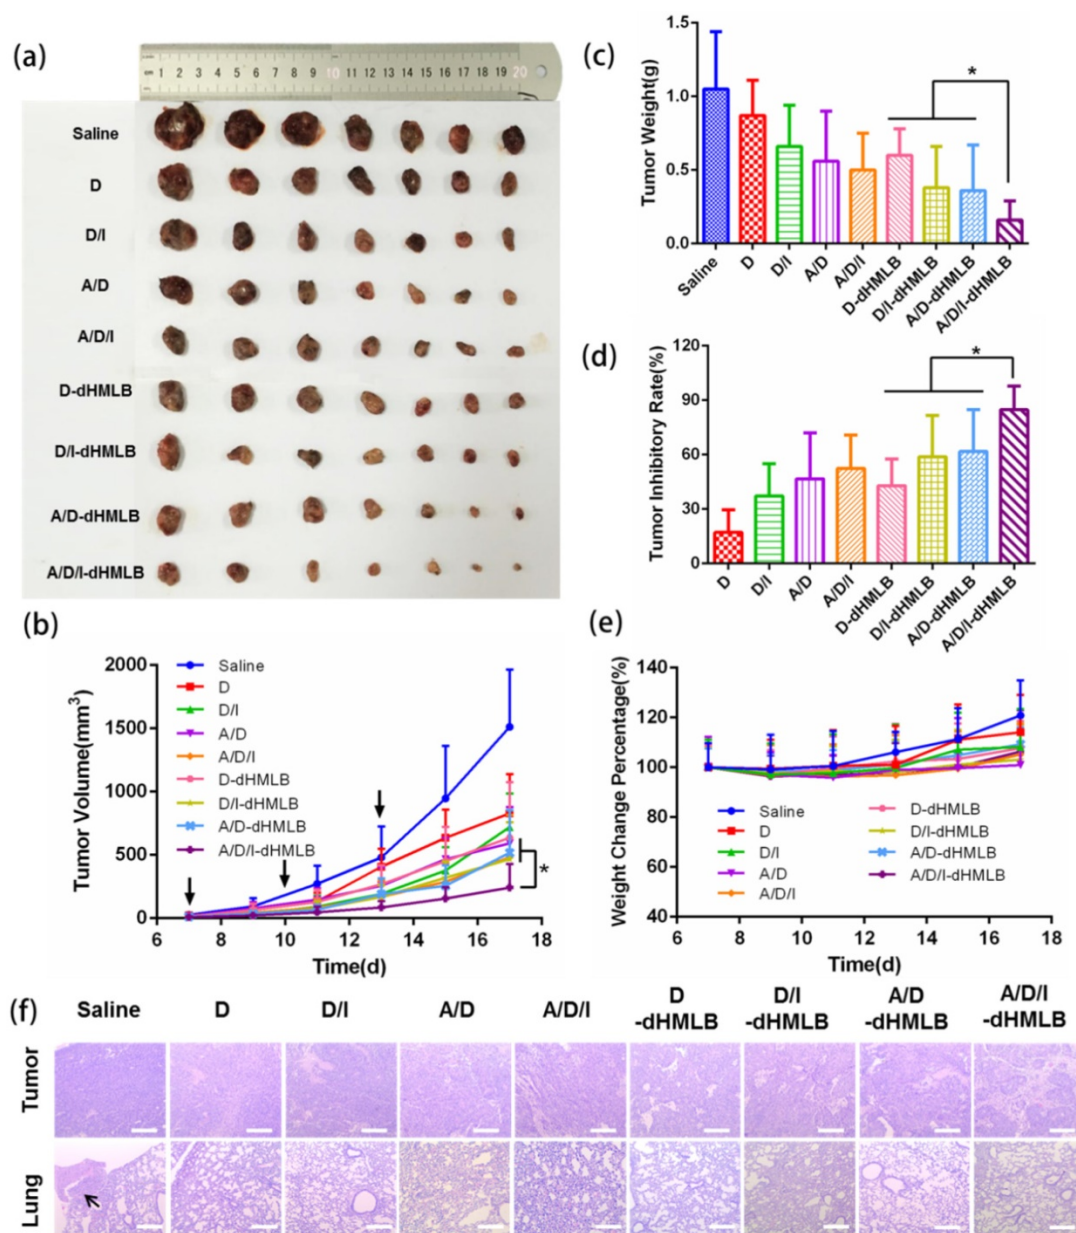 (a)
cm 1 2 3 4 5 6 7 8 9 10 11 12 13 14 15 16 17 18 19 20
Saline
D
D/I
A/D
A/D/I
D-dHMLB
D/I-dHMLB
A/D-dHMLB
A/D/I-dHMLB
(c)
Tumor Weight(g)
1.5
1.0
0.5
0.0
*
Saline D D/I A/D A/D/I D-dHMLB D/I-dHMLB A/D-dHMLB A/D/I-dHMLB
(d)
Tumor Inhibitory Rate(%)
120
90
60
30
0
*
D D/I A/D A/D/I D-dHMLB D/I-dHMLB A/D-dHMLB A/D/I-dHMLB
(b)
Tumor Volume(mm3)
2000
1500
1000
500
0
Saline
D
D/I
A/D
A/D/I
D-dHMLB
D/I-dHMLB
A/D-dHMLB
A/D/I-dHMLB
*
6 8 10 12 14 16 18
Time(d)
(e)
Weight Change Percentage(%)
140
120
100
80
60
40
Saline
D
D/I
A/D
A/D/I
D-dHMLB
D/I-dHMLB
A/D-dHMLB
A/D/I-dHMLB
6 8 10 12 14 16 18
Time(d)
(f)
Saline D D/I A/D A/D/I D -dHMLB D/I -dHMLB A/D -dHMLB A/D/I -dHMLB
Tumor
Lung